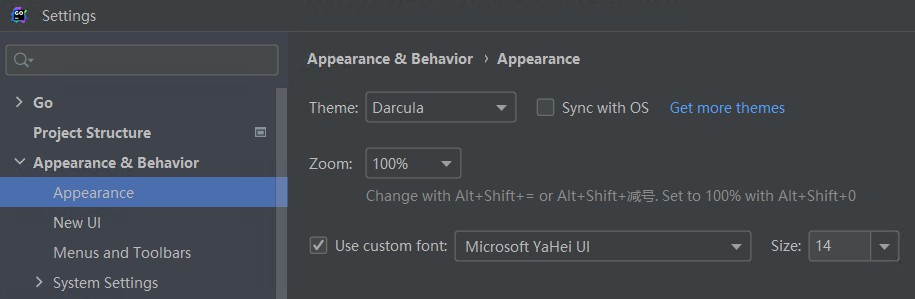 Settings
Appearance & Behavior › Appearance
Go
Theme: Darcula Sync with OS Get more themes
Project Structure
Appearance & Behavior
Zoom: 100%
Appearance
Change with Alt+Shift+= or Alt+Shift+减号. Set to 100% with Alt+Shift+0
New UI
Menus and Toolbars
Use custom font: Microsoft YaHei UI Size: 14
System Settings